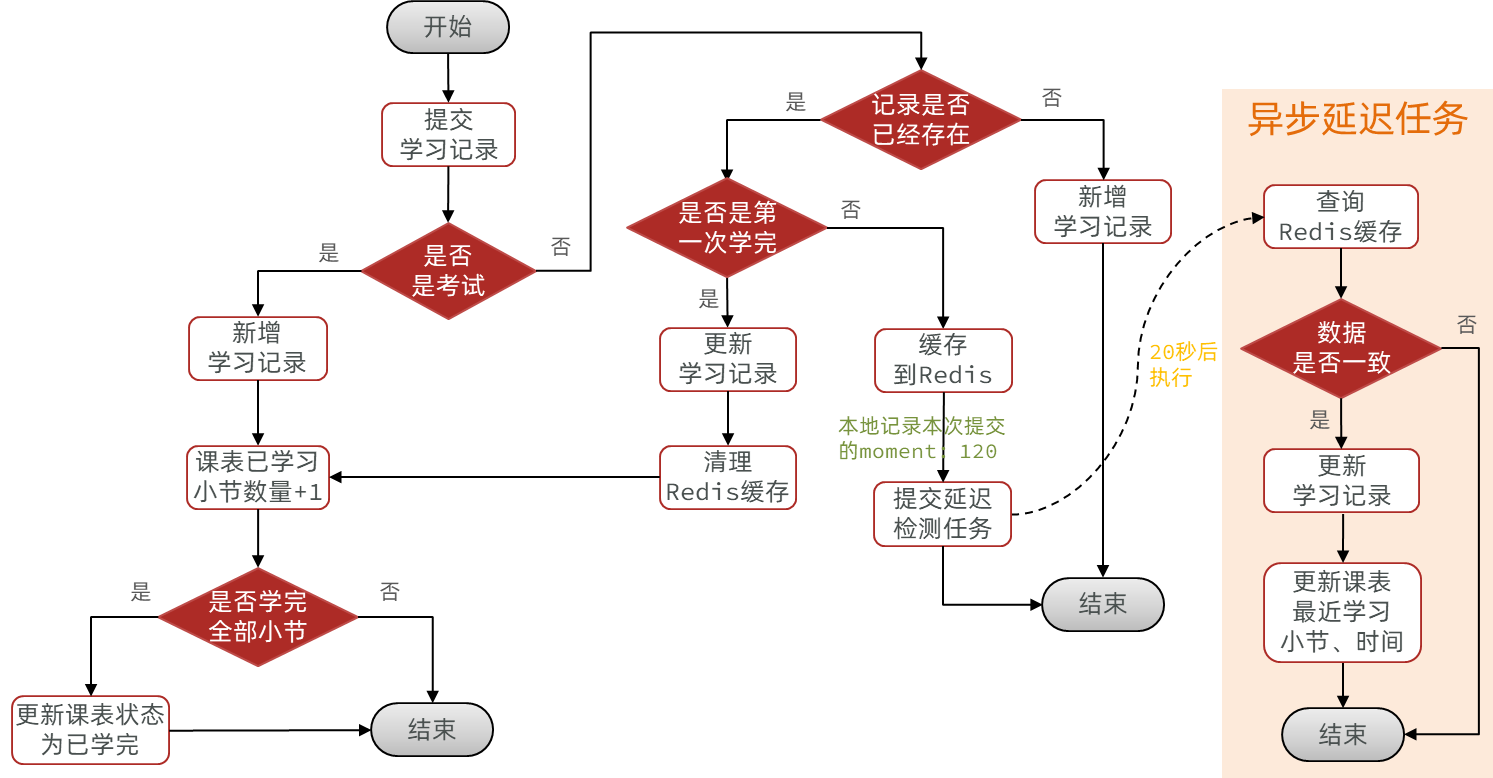 开始
提交
学习记录
是否
是考试
是
否
新增
学习记录
课表已学习
小节数量+1
是否学完
全部小节
是
否
更新课表状态
为已学完
结束
记录是否
已经存在
是
否
是否是第
一次学完
是
否
更新
学习记录
清理
Redis缓存
缓存
到Redis
本地记录本次提交
的moment：120
提交延迟
检测任务
新增
学习记录
结束
20秒后
执行
异步延迟任务
查询
Redis缓存
数据
是否一致
是
否
更新
学习记录
更新课表
最近学习
小节、时间
结束